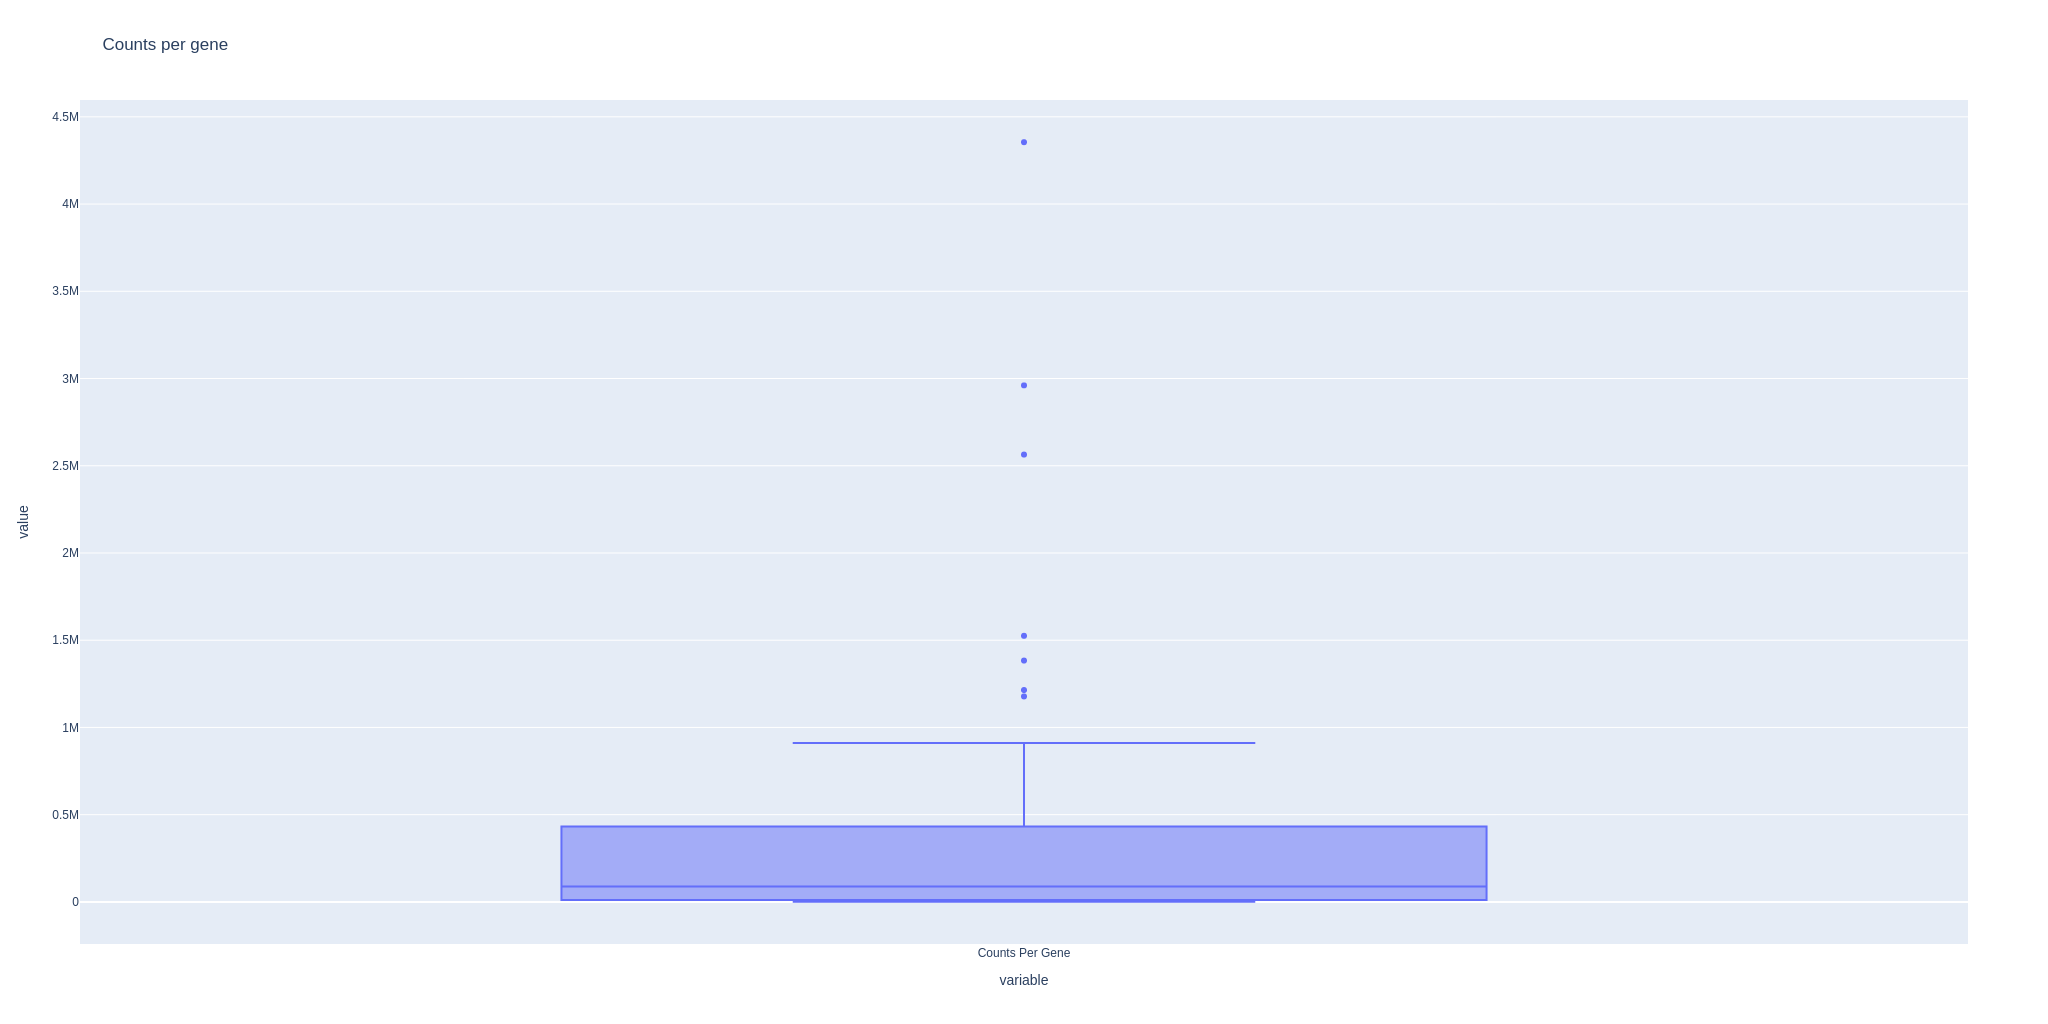 Counts per gene
4.5M
4M
3.5M
3M
2.5M
2M
1.5M
1M
0.5M
0
value
Counts Per Gene
variable